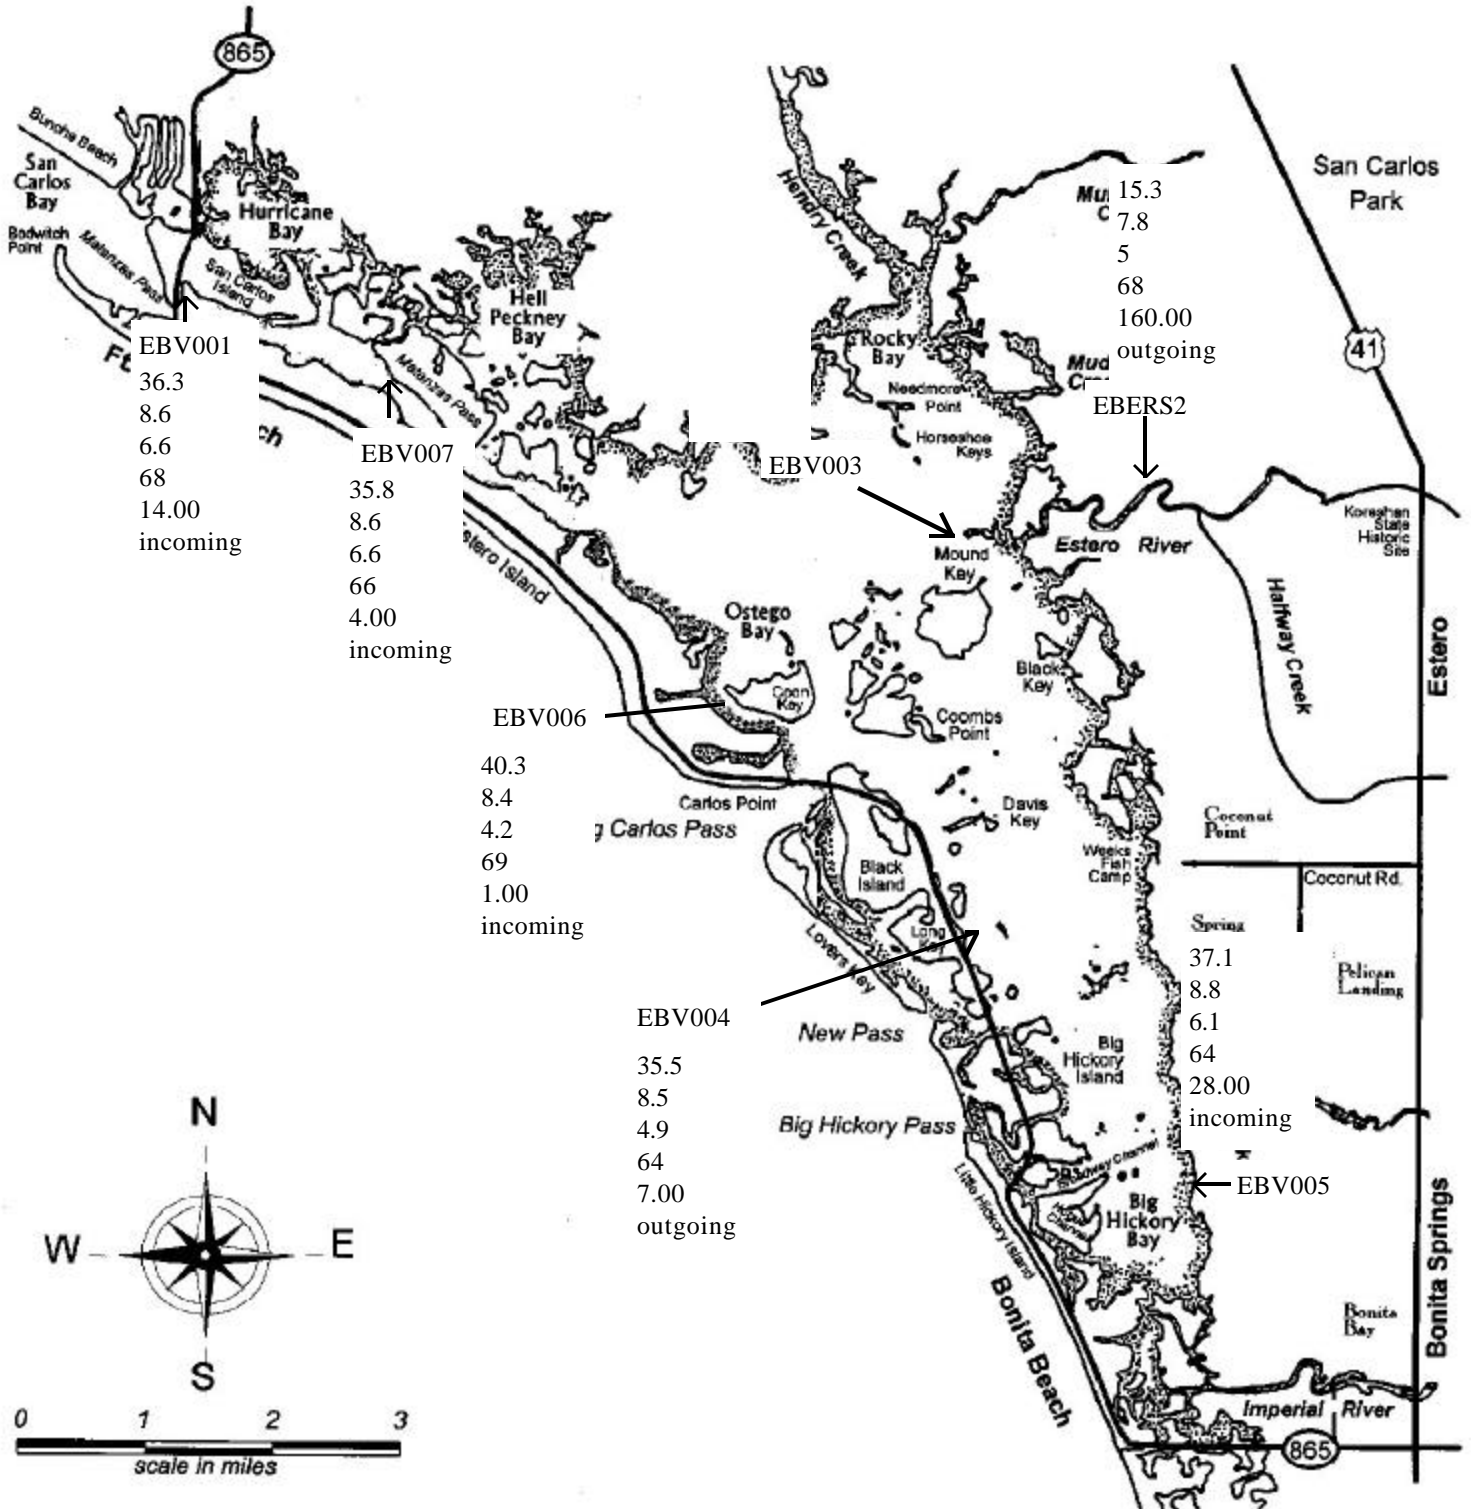 865
Bunche Beach
San
Carlos
Bay
Bodwitch
Point
Matanzas Pass
Hurricane
Bay
San Carlos
Island
EBV001
36.3
8.6
6.6
68
14.00
incoming
Hell
Peckney
Bay
Matanzas Pass
EBV007
35.8
8.6
6.6
66
4.00
incoming
stero Island
Hendry Creek
Rocky
Bay
Needmore
Point
Horseshoe
Keys
15.3
7.8
5
68
160.00
outgoing
EBERS2
San Carlos
Park
41
EBV003
Mound
Key
Estero River
Koreshan
State
Historic
Site
Halfway Creek
Estero
Ostego
Bay
Coon
Key
Black
Key
Coombs
Point
EBV006
40.3
8.4
4.2
69
1.00
incoming
Carlos Point
g Carlos Pass
Davis
Key
Weeks
Fish
Camp
Coconut
Point
Coconut Rd.
Black
Island
Long
Key
Lovers Key
Spring
37.1
8.8
6.1
64
28.00
incoming
Pelican
Landing
EBV004
35.5
8.5
4.9
64
7.00
outgoing
New Pass
Big
Hickory
Island
Big Hickory Pass
Little Hickory Island
Big
Hickory
Bay
EBV005
Bonita Beach
Bonita Springs
Bonita
Bay
Imperial River
865
N
W
E
S
0 1 2 3
scale in miles